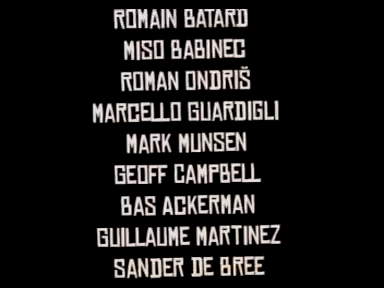 ROMAIN BATARD
MISO BABINEC
ROMAN ONDRIŠ
MARCELLO GUARDIGLI
MARK MUNSEN
GEOFF CAMPBELL
BAS ACKERMAN
GUILLAUME MARTINEZ
SANDER DE BREE